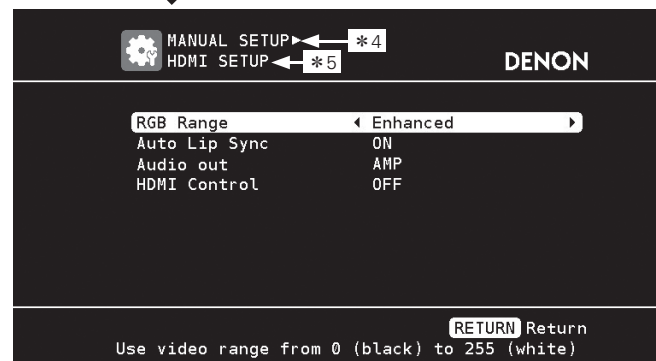 MANUAL SETUP▶ *4
HDMI SETUP *5
DENON
RGB Range ◀ Enhanced ▶
Auto Lip Sync ON
Audio out AMP
HDMI Control OFF
RETURN Return
Use video range from 0 (black) to 255 (white)